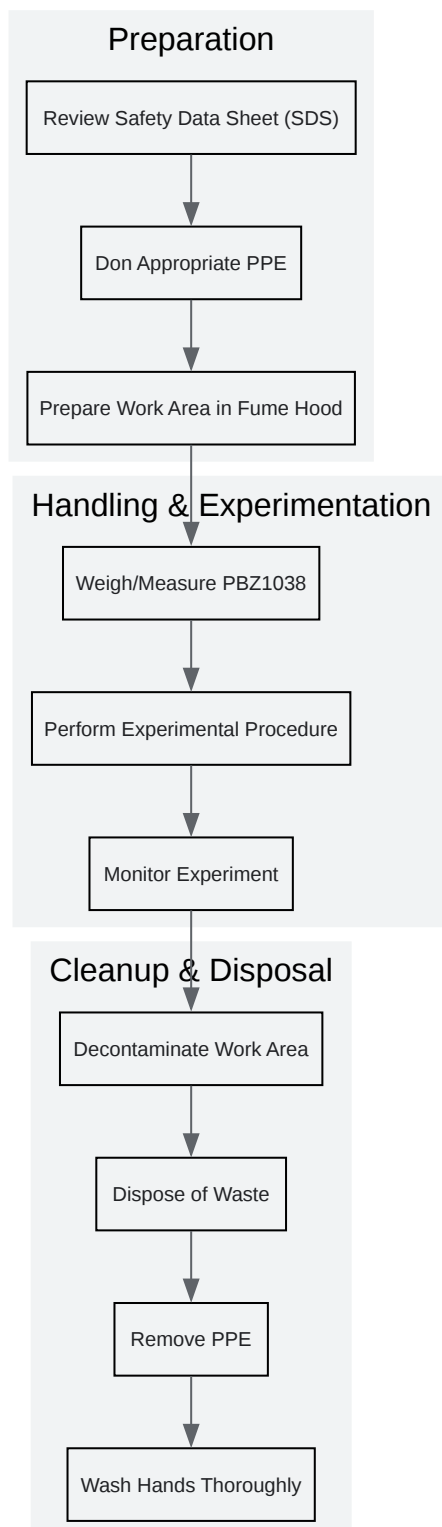 Preparation
Review Safety Data Sheet (SDS)
Don Appropriate PPE
Prepare Work Area in Fume Hood
Handling & Experimentation
Weigh/Measure PBZ1038
Perform Experimental Procedure
Monitor Experiment
Cleanup & Disposal
Decontaminate Work Area
Dispose of Waste
Remove PPE
Wash Hands Thoroughly